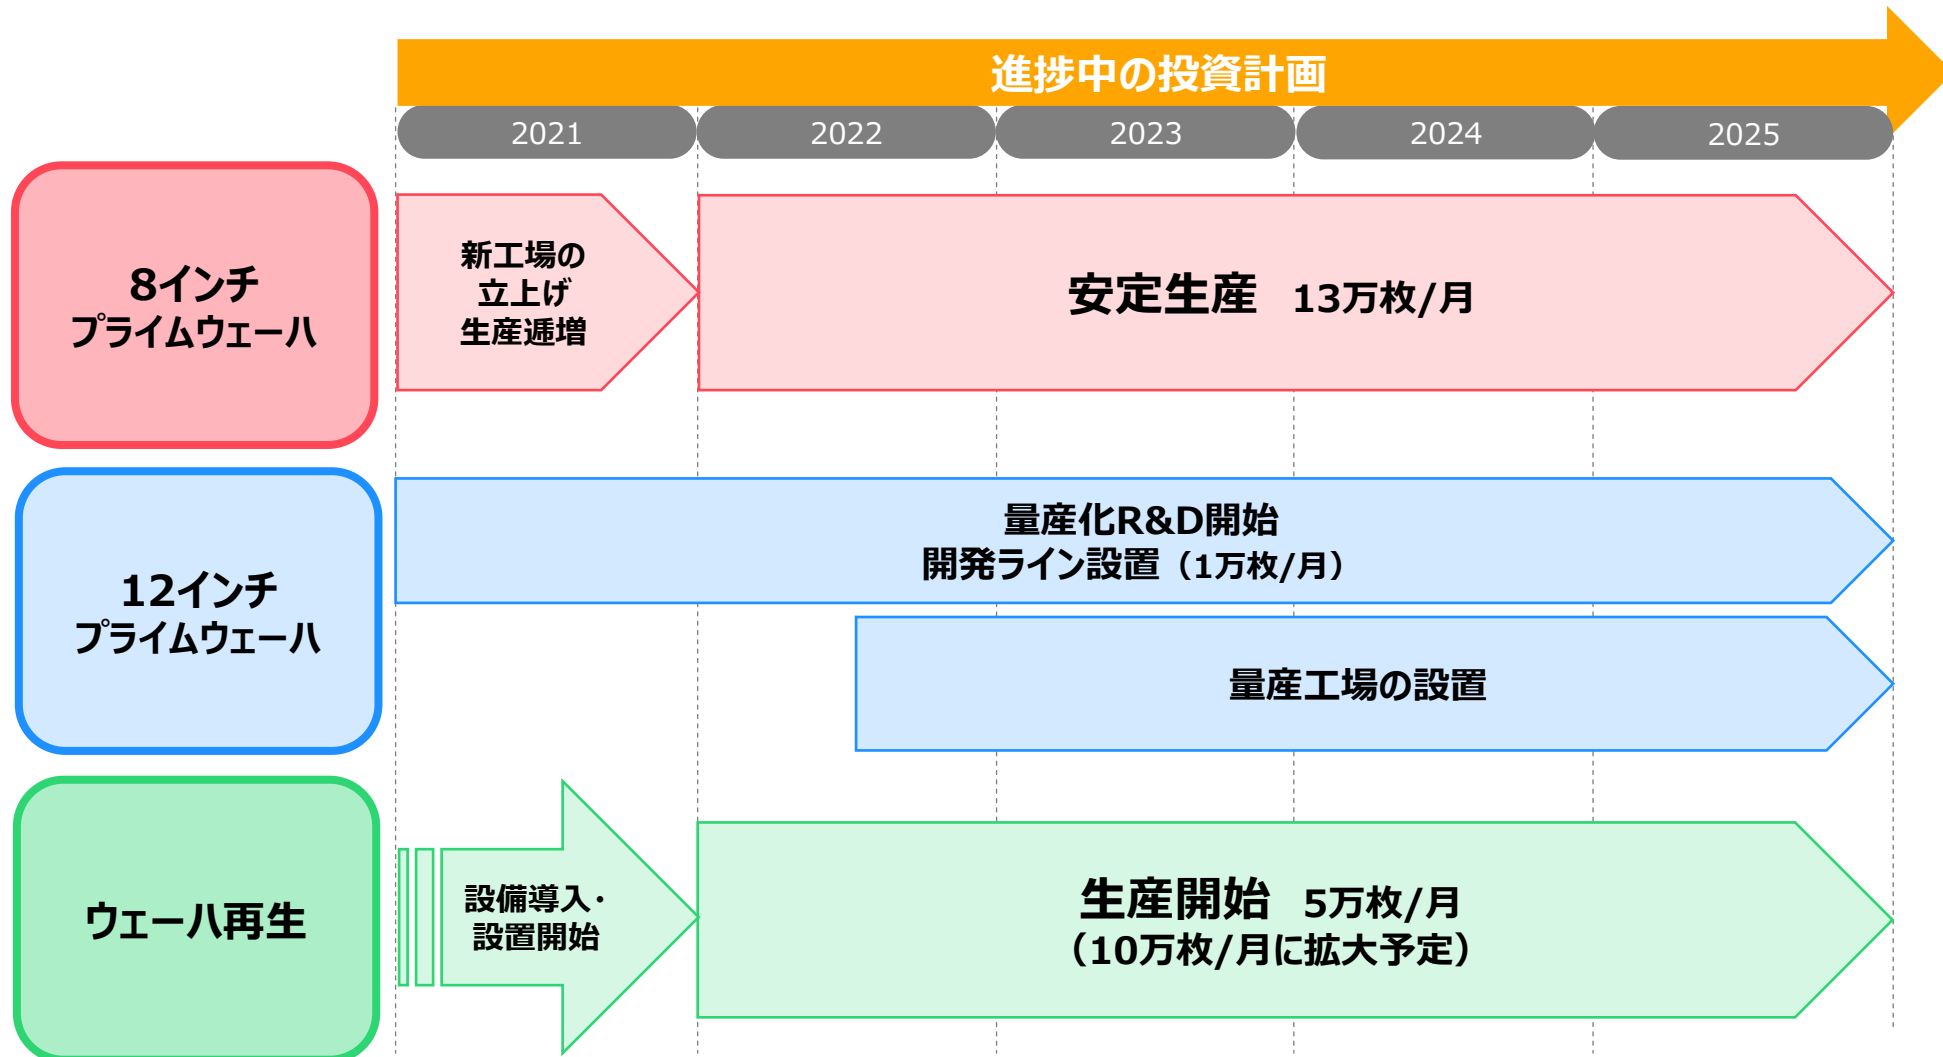 進捗中の投資計画
2021
2022
2023
2024
2025
8インチ
プライムウェーハ
新工場の
立上げ
生産逓増
安定生産 13万枚/月
12インチ
プライムウェーハ
量産化R&D開始
開発ライン設置（1万枚/月）
量産工場の設置
ウェーハ再生
設備導入・
設置開始
生産開始 5万枚/月
（10万枚/月に拡大予定）